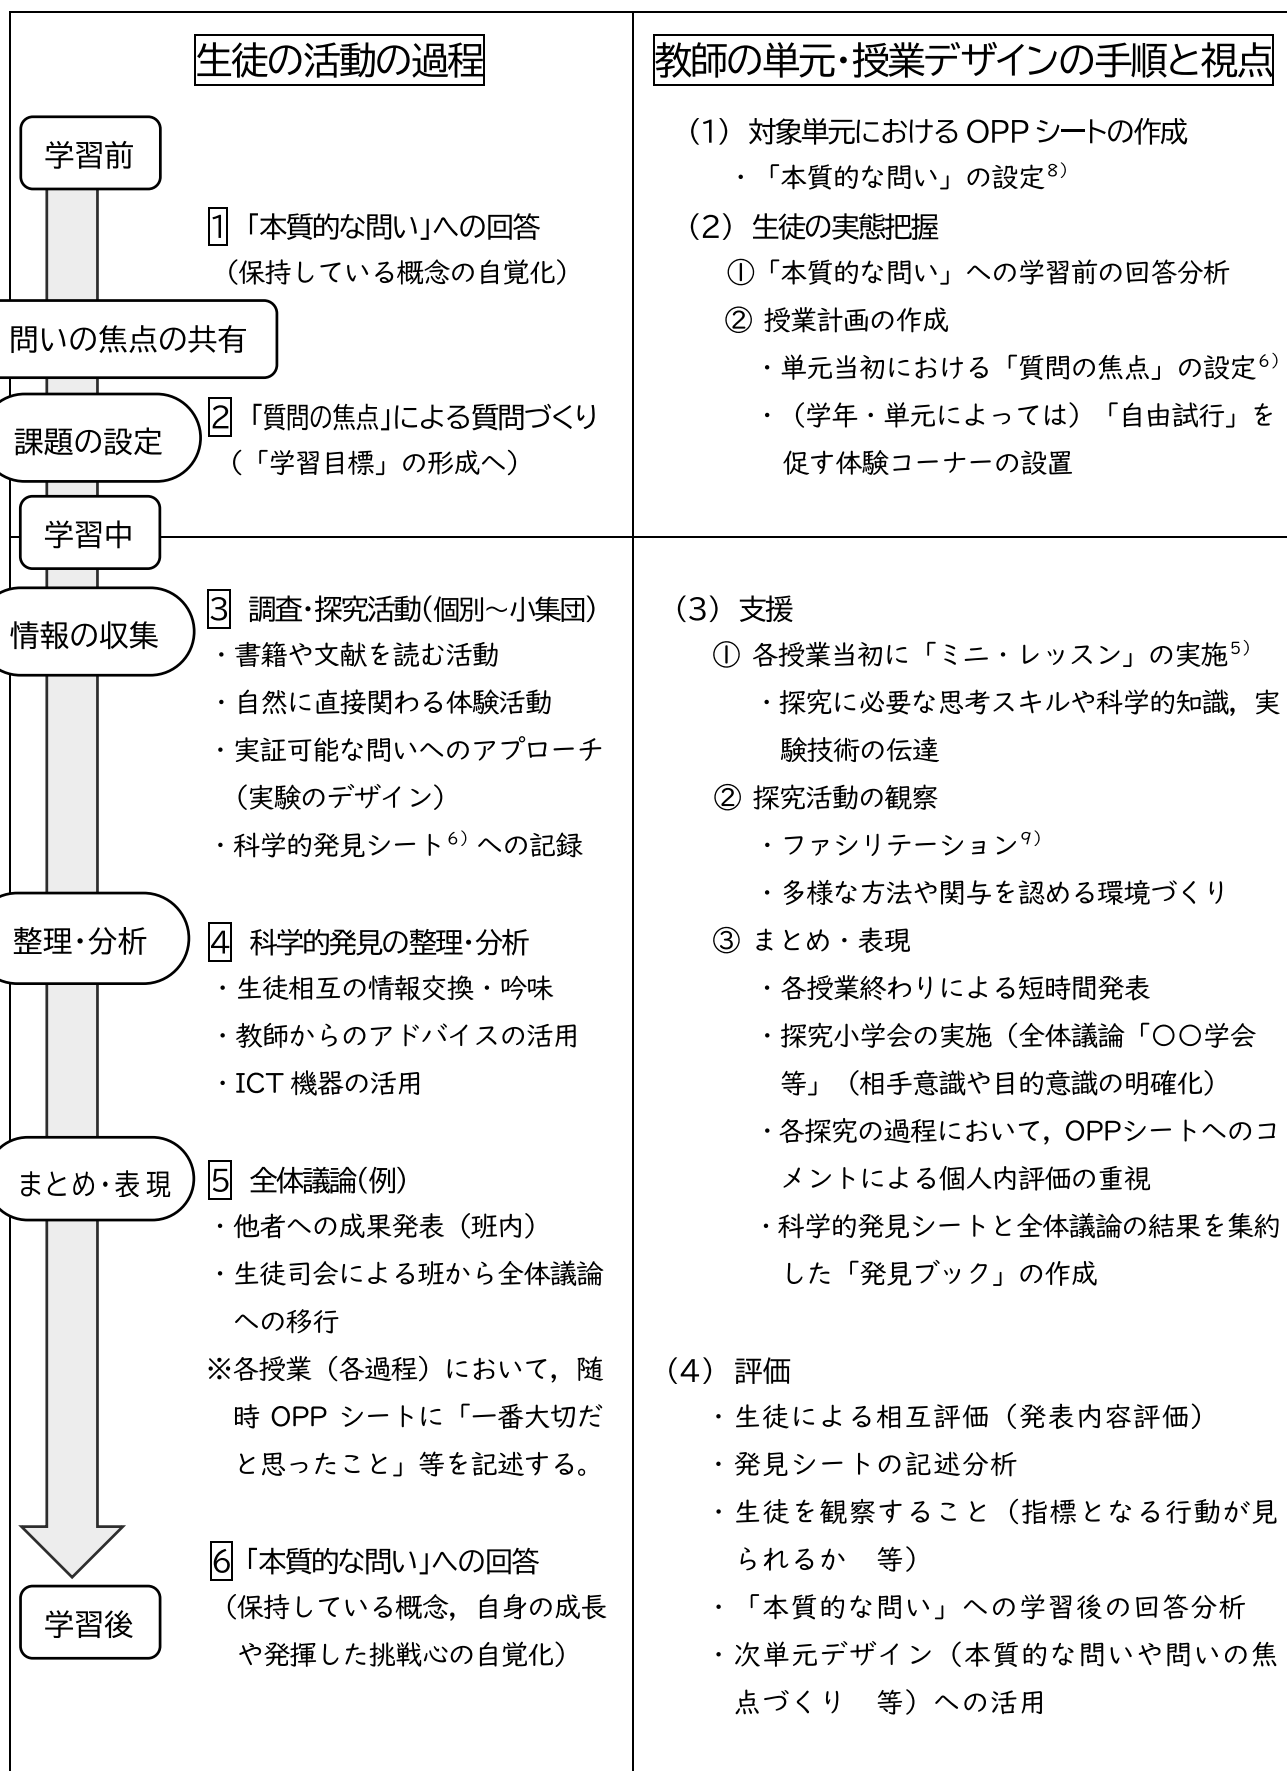 生徒の活動の過程
学習前
1 「本質的な問い」への回答
（保持している概念の自覚化）
問いの焦点の共有
課題の設定
2 「質問の焦点」による質問づくり
（「学習目標」の形成へ）
学習中
情報の収集
3 調査・探究活動（個別～小集団）
・書籍や文献を読む活動
・自然に直接関わる体験活動
・実証可能な問いへのアプローチ
（実験のデザイン）
・科学的発見シート6）への記録
整理・分析
4 科学的発見の整理・分析
・生徒相互の情報交換・吟味
・教師からのアドバイスの活用
・ICT 機器の活用
まとめ・表現
5 全体議論（例）
・他者への成果発表（班内）
・生徒司会による班から全体議論
への移行
※各授業（各過程）において，随
時 OPP シートに「一番大切だ
と思ったこと」等を記述する。
6 「本質的な問い」への回答
（保持している概念，自身の成長
や発揮した挑戦心の自覚化）
学習後
教師の単元・授業デザインの手順と視点
（1）対象単元における OPP シートの作成
・「本質的な問い」の設定8）
（2）生徒の実態把握
①「本質的な問い」への学習前の回答分析
② 授業計画の作成
・単元当初における「質問の焦点」の設定6）
・（学年・単元によっては）「自由試行」を
促す体験コーナーの設置
（3）支援
① 各授業当初に「ミニ・レッスン」の実施5）
・探究に必要な思考スキルや科学的知識，実
験技術の伝達
② 探究活動の観察
・ファシリテーション9）
・多様な方法や関与を認める環境づくり
③ まとめ・表現
・各授業終わりによる短時間発表
・探究小学会の実施（全体議論「〇〇学会
等」（相手意識や目的意識の明確化）
・各探究の過程において，OPPシートへのコ
メントによる個人内評価の重視
・科学的発見シートと全体議論の結果を集約
した「発見ブック」の作成
（4）評価
・生徒による相互評価（発表内容評価）
・発見シートの記述分析
・生徒を観察すること（指標となる行動が見
られるか　等）
・「本質的な問い」への学習後の回答分析
・次単元デザイン（本質的な問いや問いの焦
点づくり　等）への活用